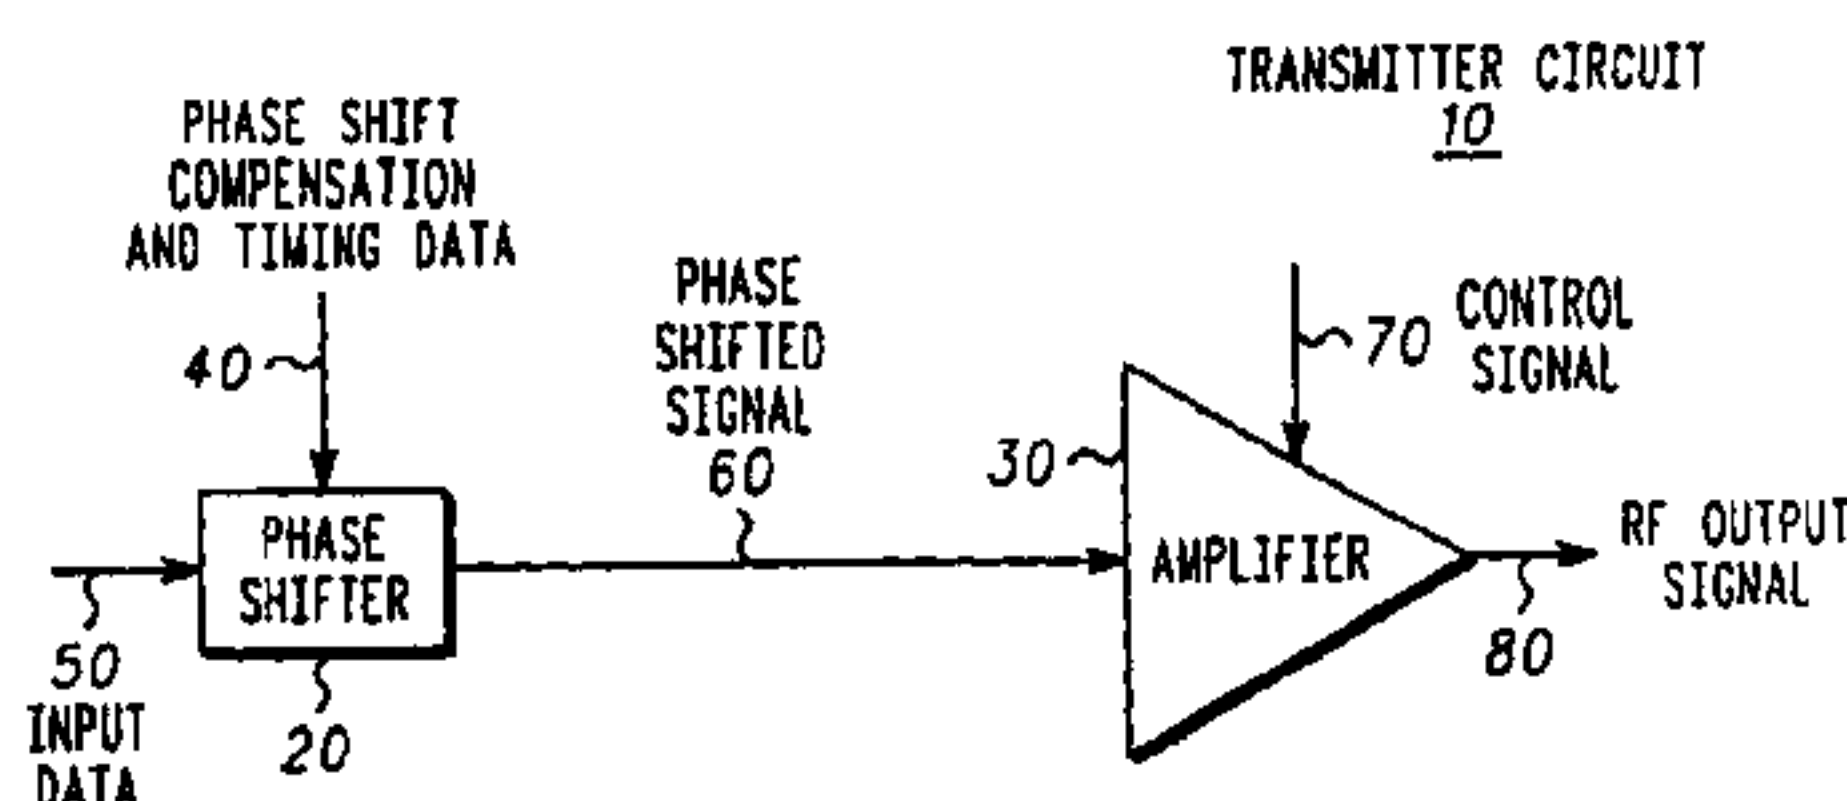 TRANSMITTER CIRCUIT
10
PHASE SHIFT
COMPENSATION
AND TIMING DATA
40
PHASE
SHIFTED
SIGNAL
60
70
CONTROL
SIGNAL
30
PHASE
SHIFTER
AMPLIFIER
RF OUTPUT
SIGNAL
80
50
INPUT
DATA
20